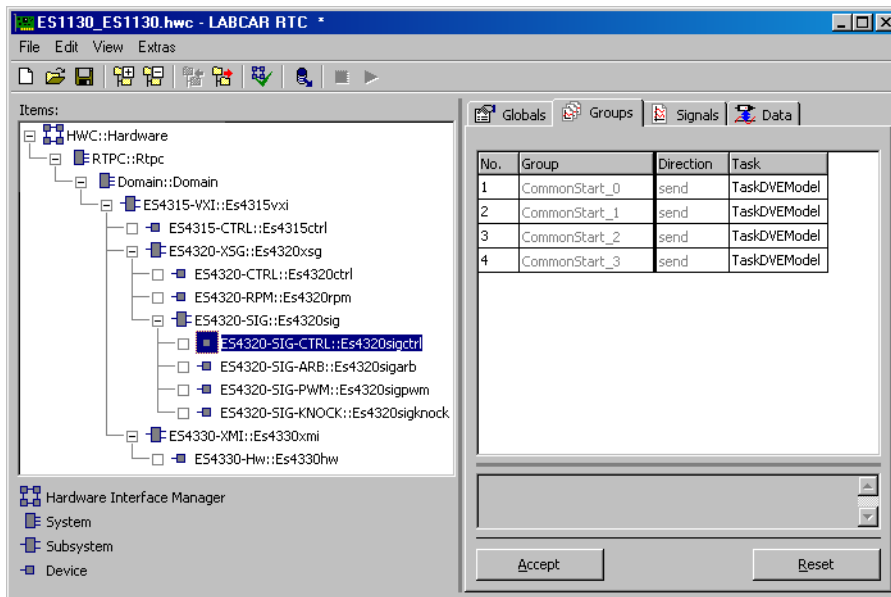 ES1130_ES1130.hwc - LABCAR RTC *
File Edit View Extras
Items:
HWC::Hardware
RTPC::Rtpc
Domain::Domain
ES4315-VXI::Es4315vxi
ES4315-CTRL::Es4315ctrl
ES4320-XSG::Es4320xsg
ES4320-CTRL::Es4320ctrl
ES4320-RPM::Es4320rpm
ES4320-SIG::Es4320sig
ES4320-SIG-CTRL::Es4320sigctrl
ES4320-SIG-ARB::Es4320sigarb
ES4320-SIG-PWM::Es4320sigpwm
ES4320-SIG-KNOCK::Es4320sigknock
ES4330-XMI::Es4330xmi
ES4330-Hw::Es4330hw
Hardware Interface Manager
System
Subsystem
Device
Globals Groups Signals Data
No. Group Direction Task
1 CommonStart_0 send TaskDVEModel
2 CommonStart_1 send TaskDVEModel
3 CommonStart_2 send TaskDVEModel
4 CommonStart_3 send TaskDVEModel
Accept Reset